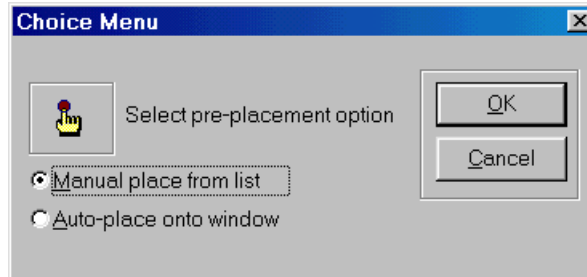 Choice Menu
Select pre-placement option
OK
Cancel
Manual place from list
Auto-place onto window